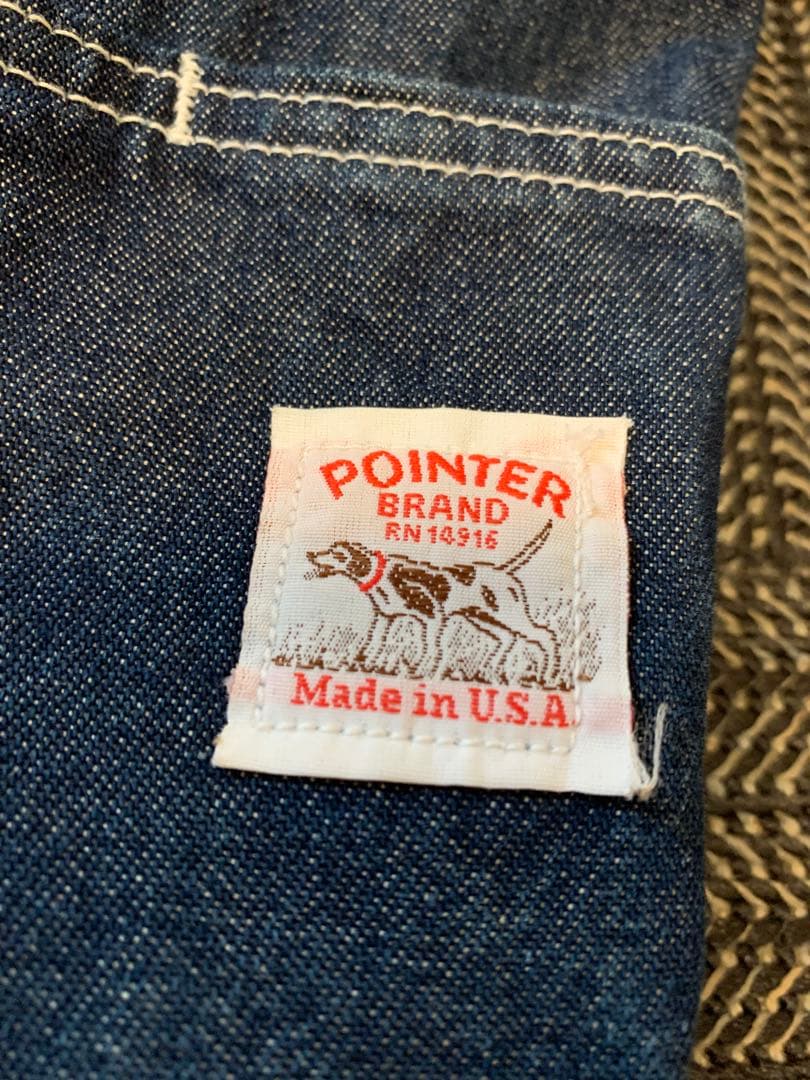 POINTER
BRAND
RN 14916
Made in U.S.A.